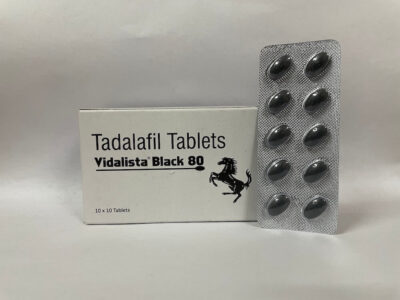 Tadalafil Tablets
Vidalista® Black 80
10 x 10 Tablets